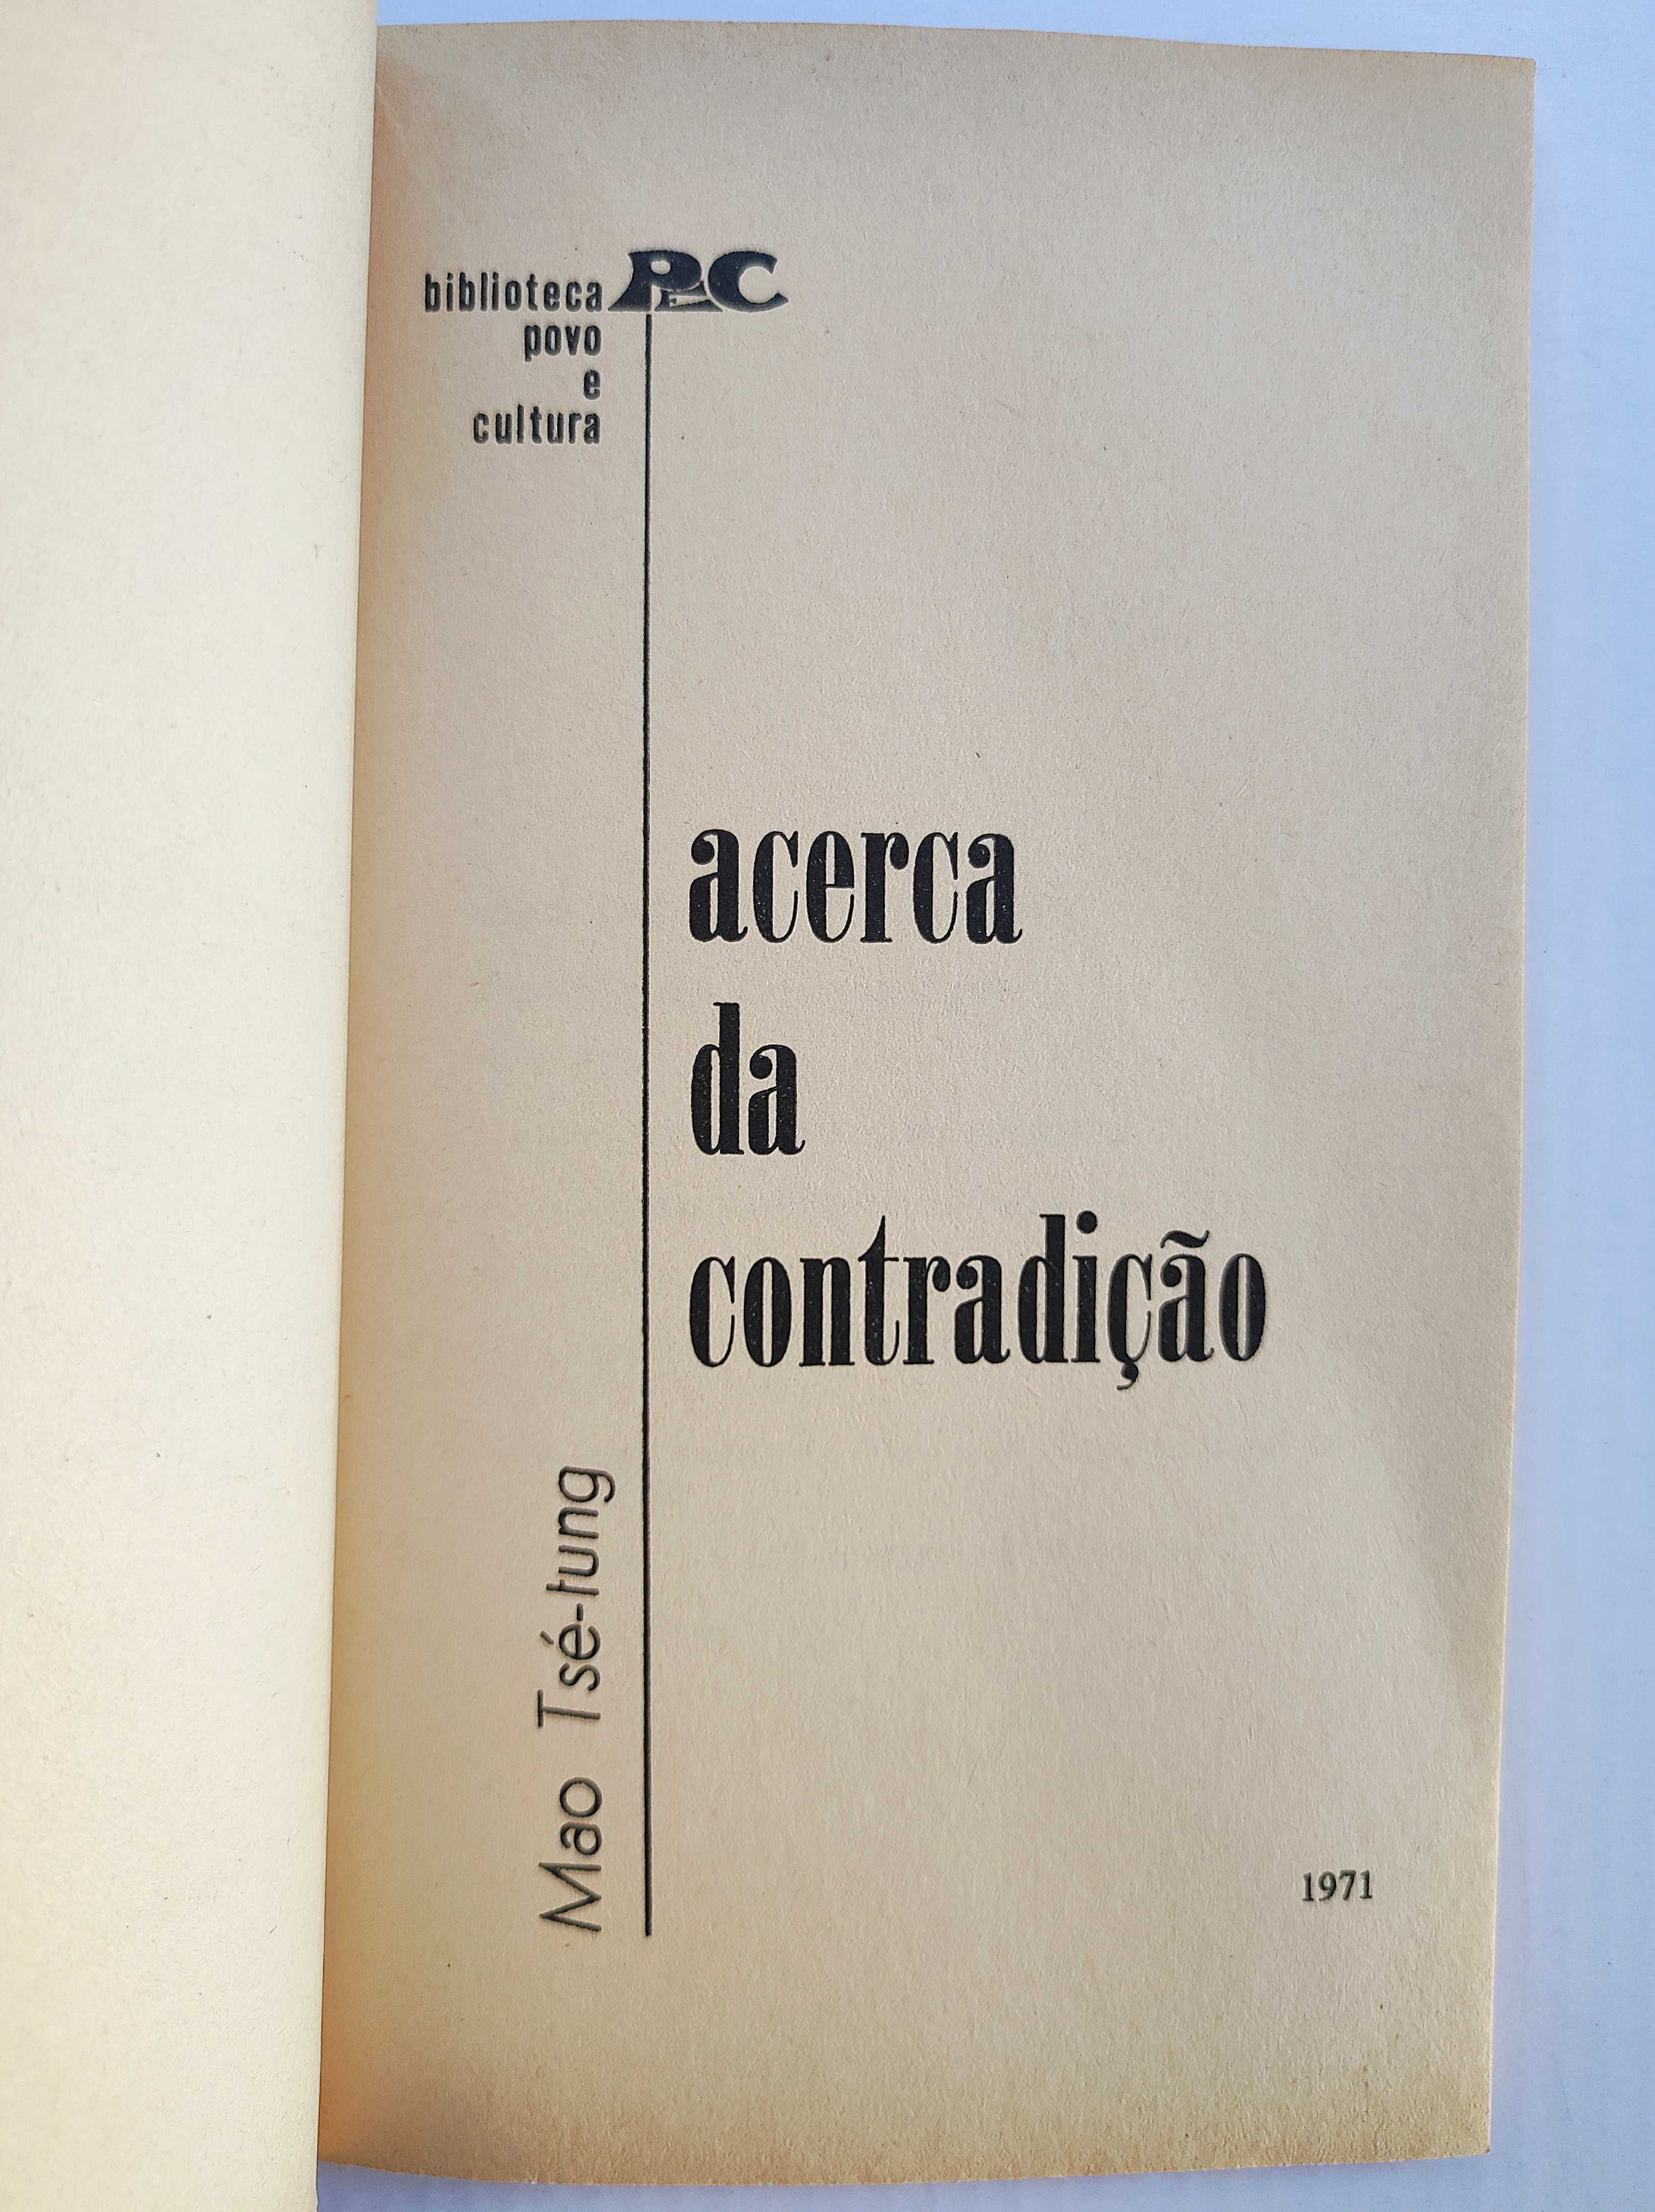 biblioteca PeC
povo
e
cultura
acerca
da
contradição
Mao Tsé-tung
1971